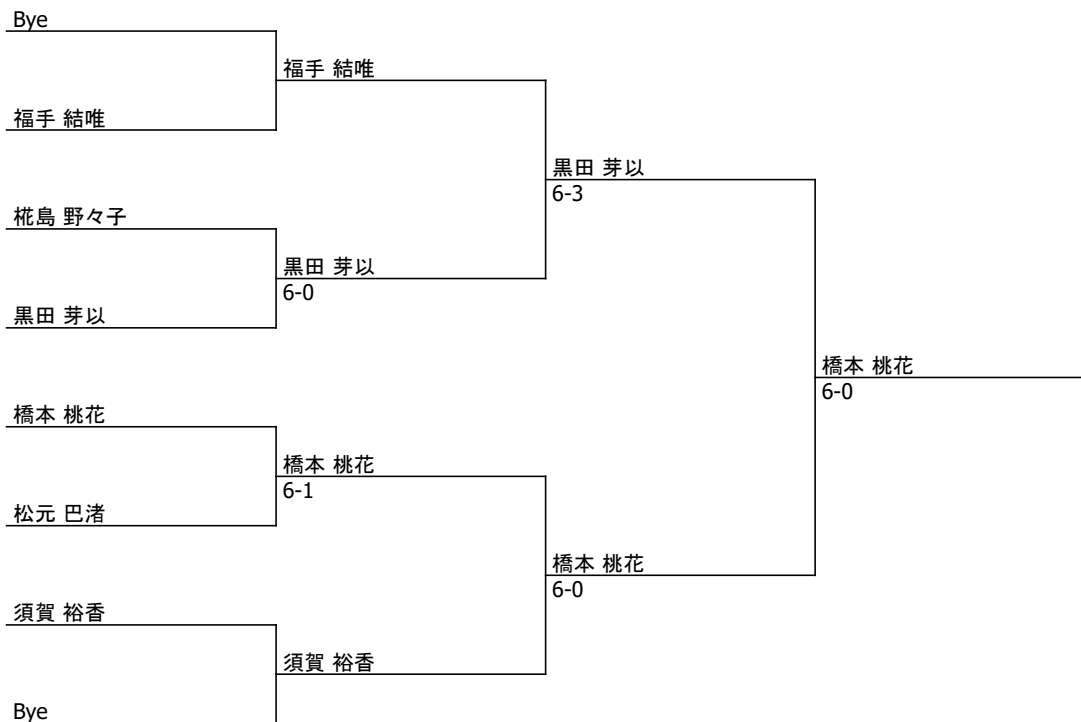 Bye
福手 結唯
福手 結唯
黒田 芽以
6-3
椛島 野々子
黒田 芽以
6-0
黒田 芽以
橋本 桃花
6-0
橋本 桃花
橋本 桃花
6-1
松元 巴渚
橋本 桃花
6-0
須賀 裕香
須賀 裕香
Bye